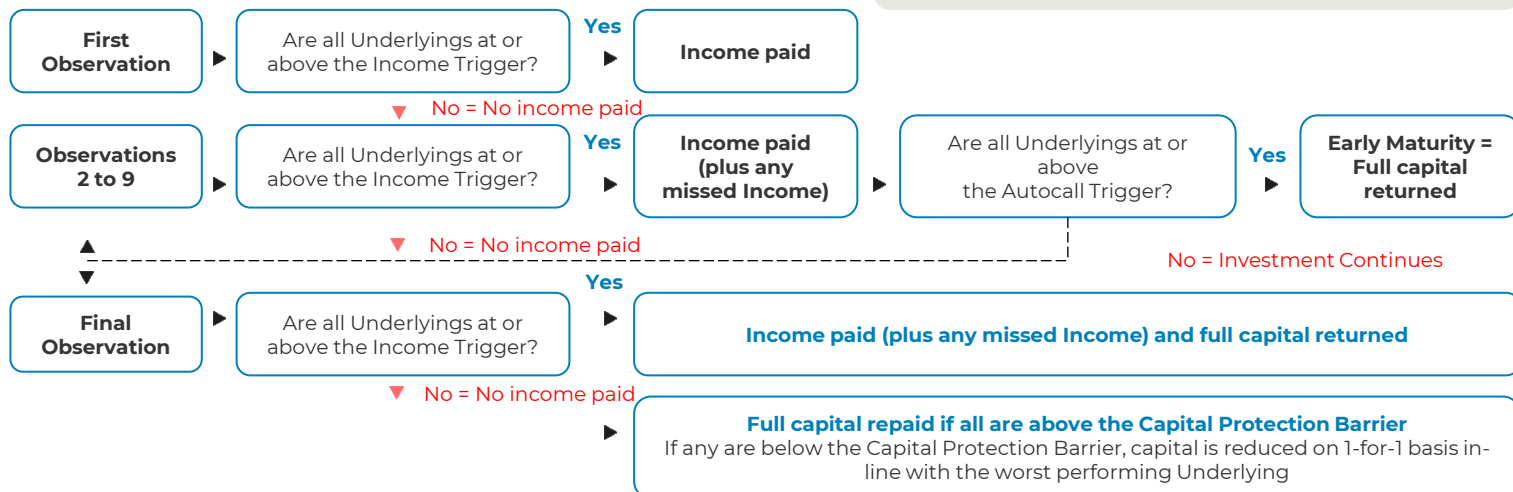 First
Observation
Are all Underlyings at or
above the Income Trigger?
Yes
Income paid
No = No income paid
Observations
2 to 9
Are all Underlyings at or
above the Income Trigger?
Yes
Income paid
(plus any
missed Income)
Are all Underlyings at or
above
the Autocall Trigger?
Yes
Early Maturity =
Full capital
returned
No = No income paid
No = Investment Continues
Final
Observation
Are all Underlyings at or
above the Income Trigger?
Yes
Income paid (plus any missed Income) and full capital returned
No = No income paid
Full capital repaid if all are above the Capital Protection Barrier
If any are below the Capital Protection Barrier, capital is reduced on 1-for-1 basis in-
line with the worst performing Underlying